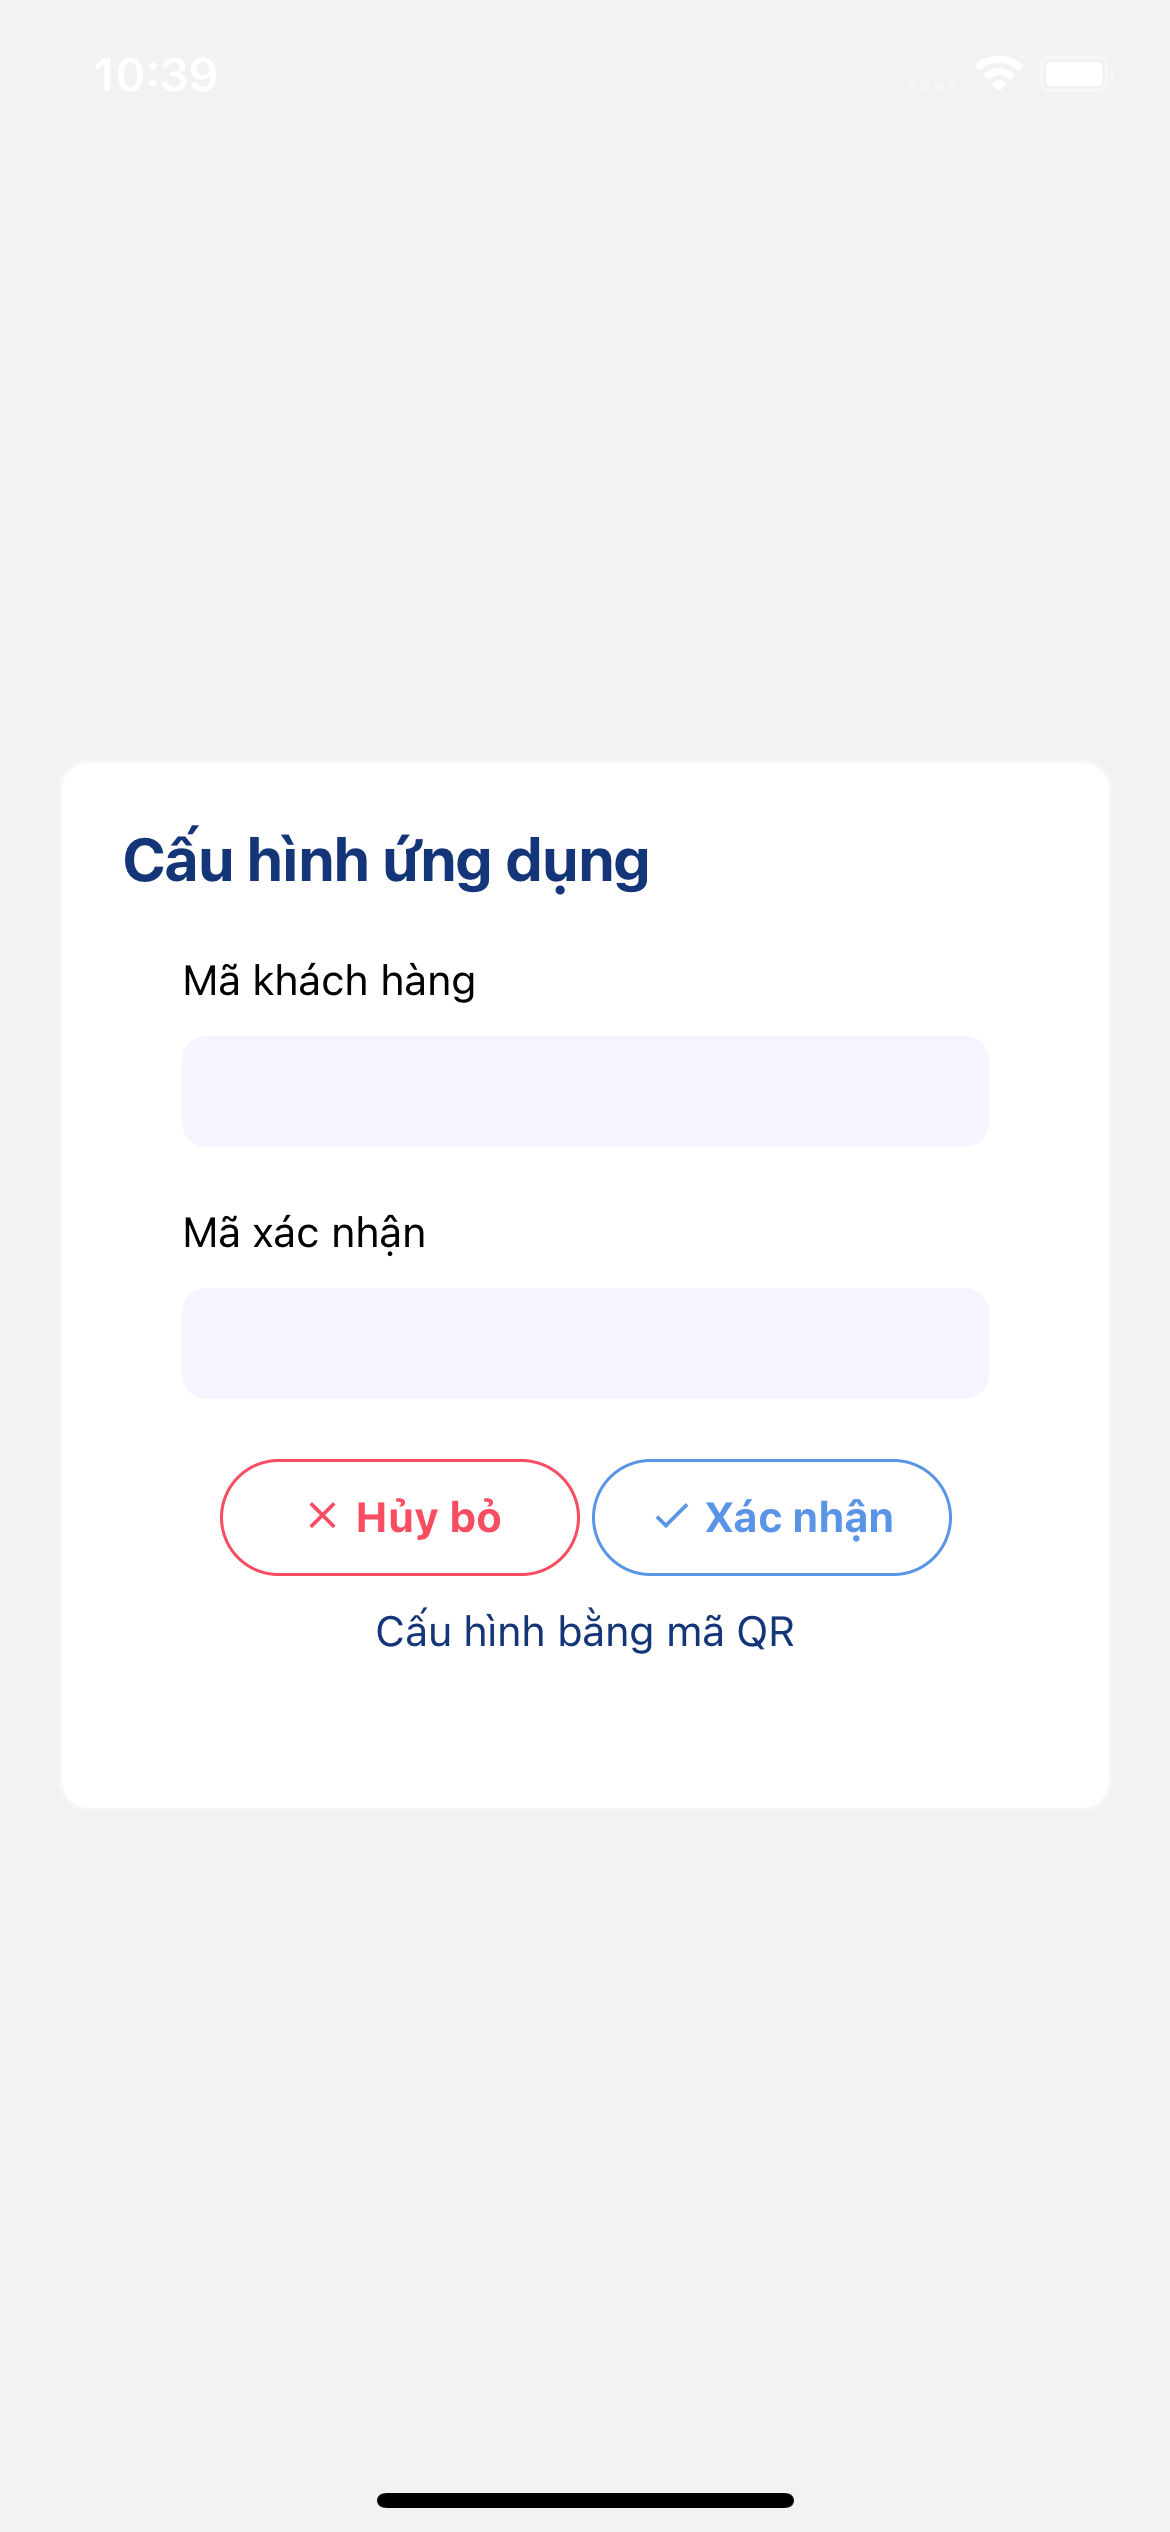 10:39
Cấu hình ứng dụng
Mã khách hàng
Mã xác nhận
Hủy bỏ
Xác nhận
Cấu hình bằng mã QR